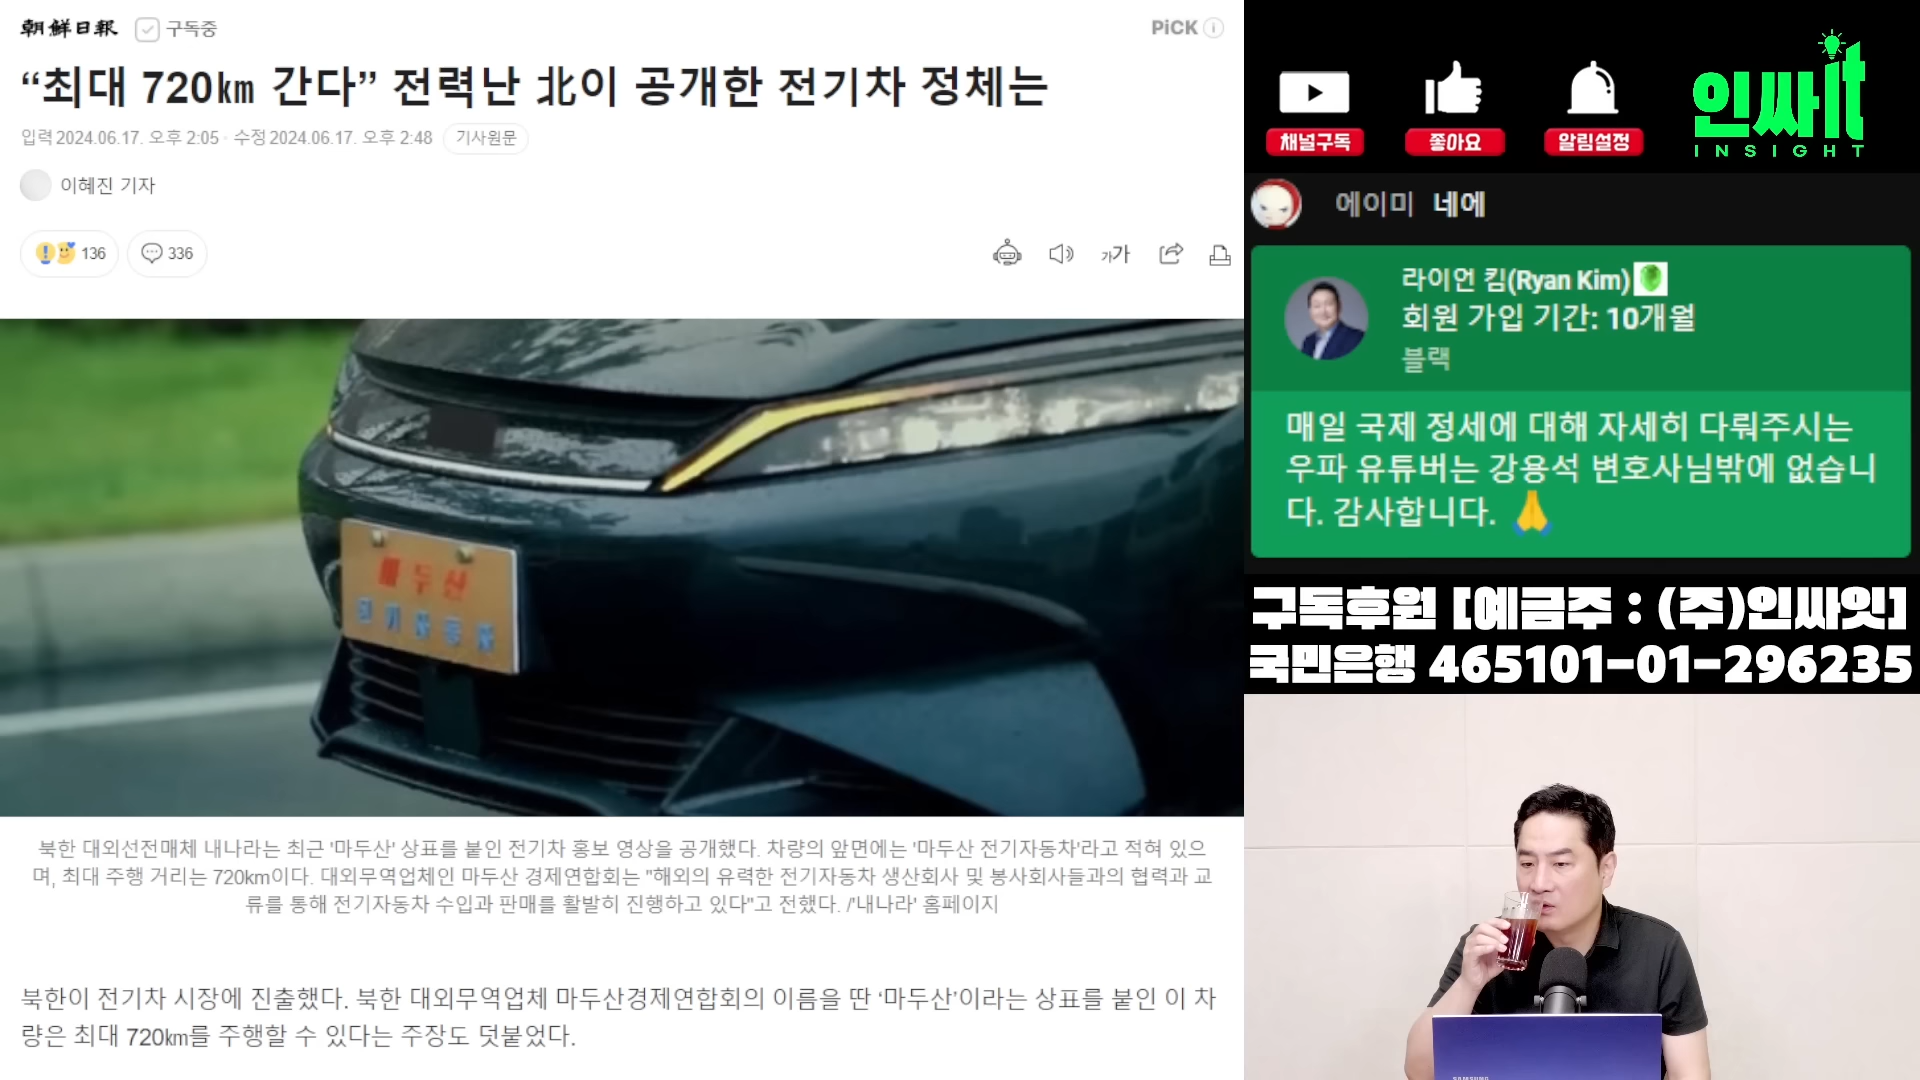 朝鮮日報 구독중
PiCK
“최대 720㎞ 간다” 전력난 北이 공개한 전기차 정체는
입력 2024.06.17. 오후 2:05 · 수정 2024.06.17. 오후 2:48 기사원문
이혜진 기자
136 336
가가
마두산
전기자동차
북한 대외선전매체 내나라는 최근 '마두산' 상표를 붙인 전기차 홍보 영상을 공개했다. 차량의 앞면에는 '마두산 전기자동차'라고 적혀 있으
며, 최대 주행 거리는 720km이다. 대외무역업체인 마두산 경제연합회는 "해외의 유력한 전기자동차 생산회사 및 봉사회사들과의 협력과 교
류를 통해 전기자동차 수입과 판매를 활발히 진행하고 있다"고 전했다. /'내나라' 홈페이지
북한이 전기차 시장에 진출했다. 북한 대외무역업체 마두산경제연합회의 이름을 딴 ‘마두산’이라는 상표를 붙인 이 차
량은 최대 720㎞를 주행할 수 있다는 주장도 덧붙였다.
채널구독 좋아요 알림설정
인싸it
INSIGHT
에이미 네에
라이언 킴(Ryan Kim)
회원 가입 기간: 10개월
블랙
매일 국제 정세에 대해 자세히 다뤄주시는
우파 유튜버는 강용석 변호사님밖에 없습니
다. 감사합니다. 🙏
구독후원 [예금주 : (주)인싸잇]
국민은행 465101-01-296235
SAMSUNG